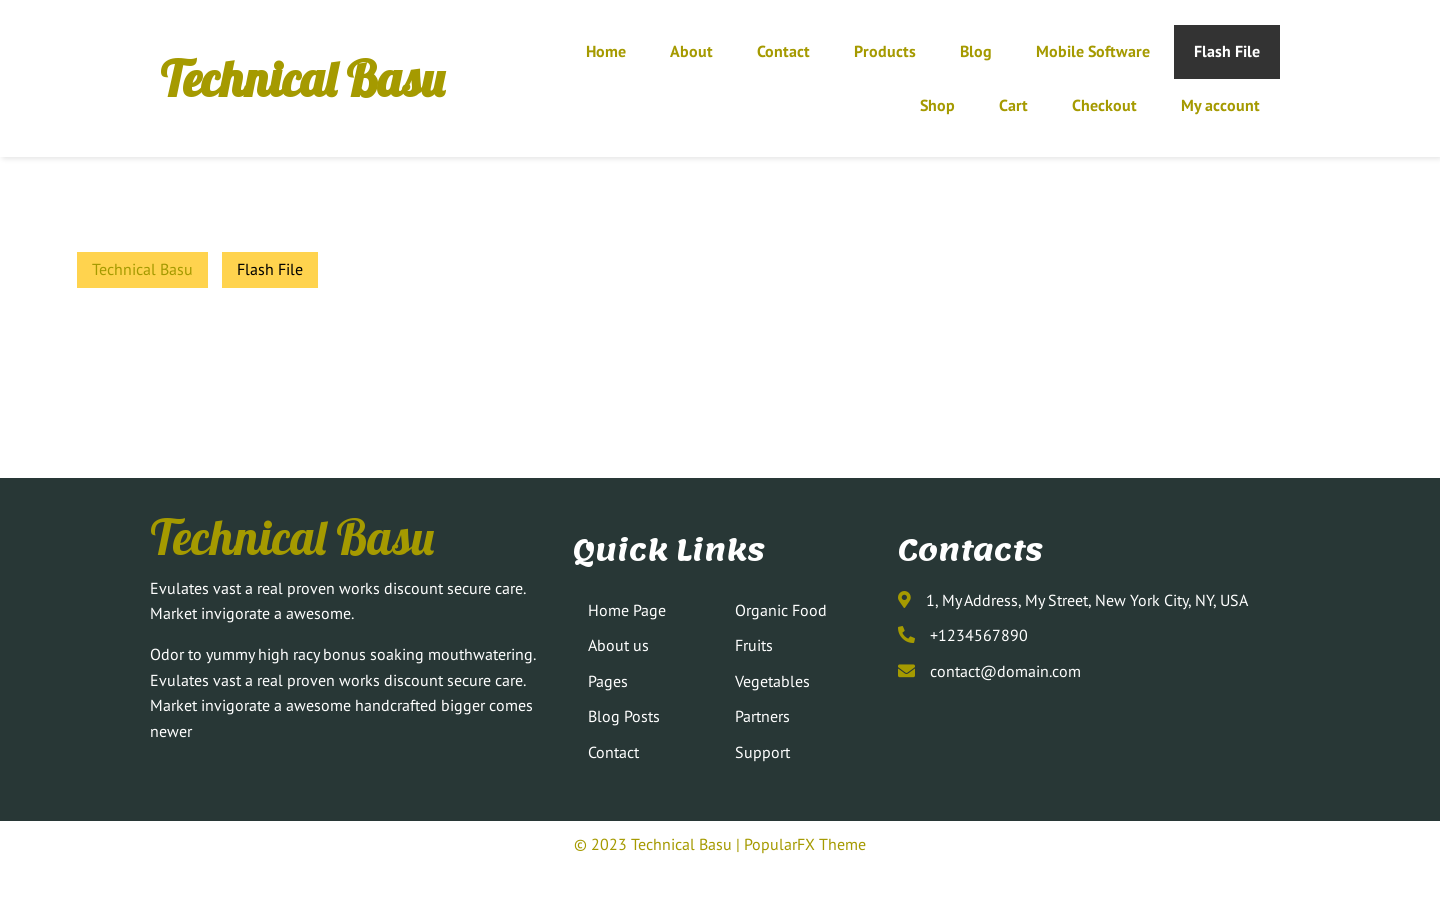 Technical Basu
Home About Contact Products Blog Mobile Software Flash File
Shop Cart Checkout My account
Technical Basu Flash File
Technical Basu
Evulates vast a real proven works discount secure care.
Market invigorate a awesome.
Odor to yummy high racy bonus soaking mouthwatering.
Evulates vast a real proven works discount secure care.
Market invigorate a awesome handcrafted bigger comes
newer
Quick Links
Home Page
About us
Pages
Blog Posts
Contact
Organic Food
Fruits
Vegetables
Partners
Support
Contacts
1, My Address, My Street, New York City, NY, USA
+1234567890
contact@domain.com
© 2023 Technical Basu | PopularFX Theme